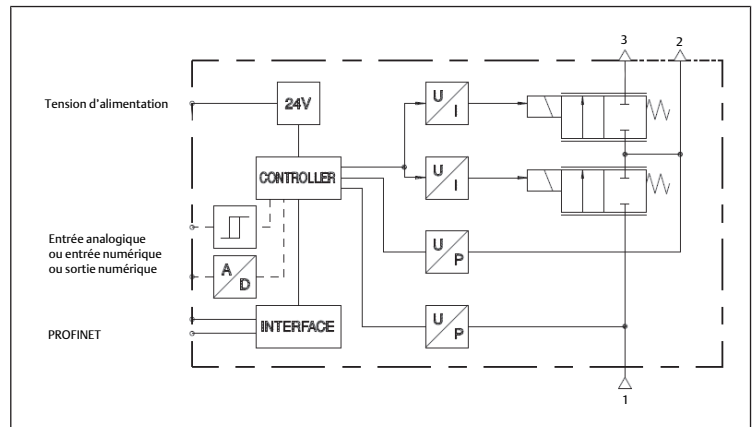 3 2
Tension d'alimentation
24V
U
I
CONTROLLER
U
I
Entrée analogique
ou entrée numérique
ou sortie numérique
A
D
U
P
PROFINET
INTERFACE
U
P
1